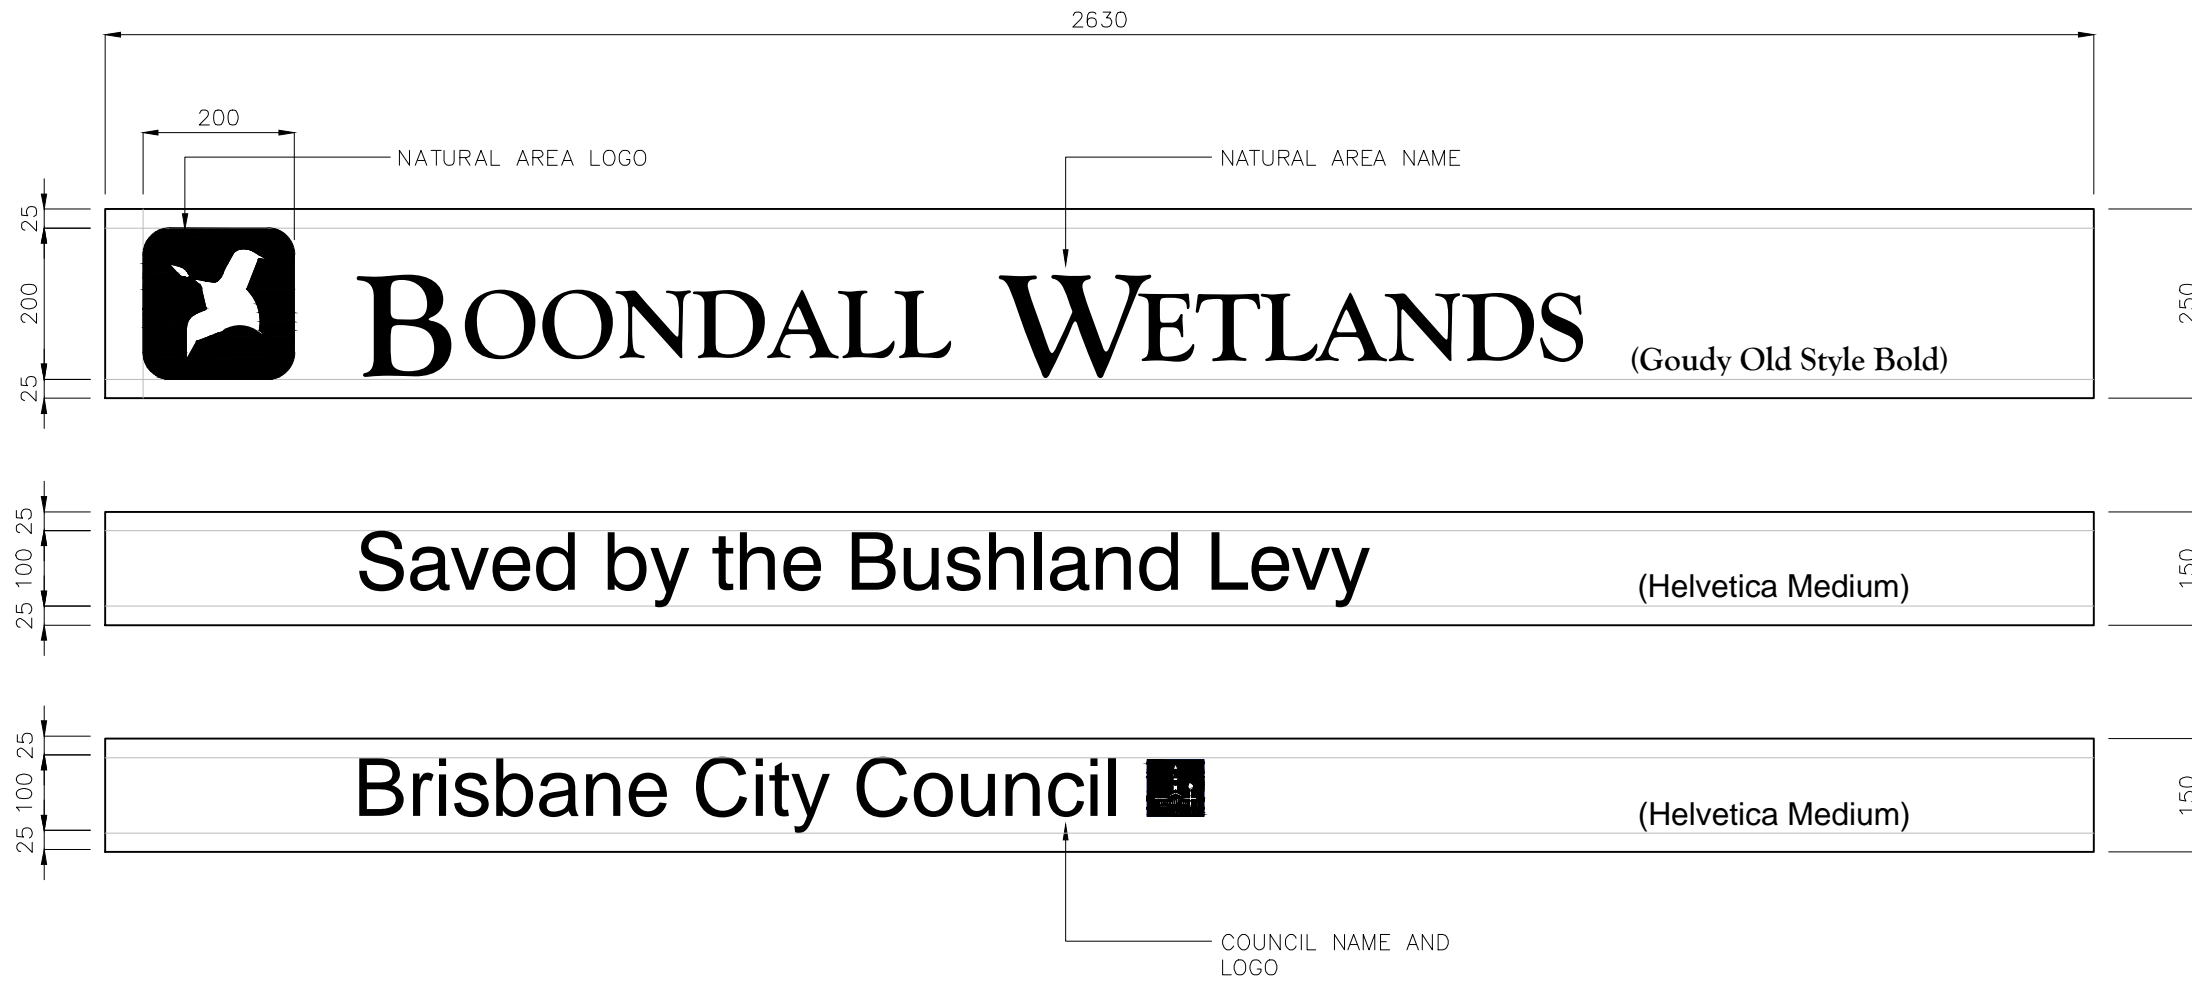 2630
200
NATURAL AREA LOGO
NATURAL AREA NAME
25
200
25
BOONDALL WETLANDS
(Goudy Old Style Bold)
250
25
100
25
Saved by the Bushland Levy
(Helvetica Medium)
150
25
100
25
Brisbane City Council
(Helvetica Medium)
150
COUNCIL NAME AND
LOGO